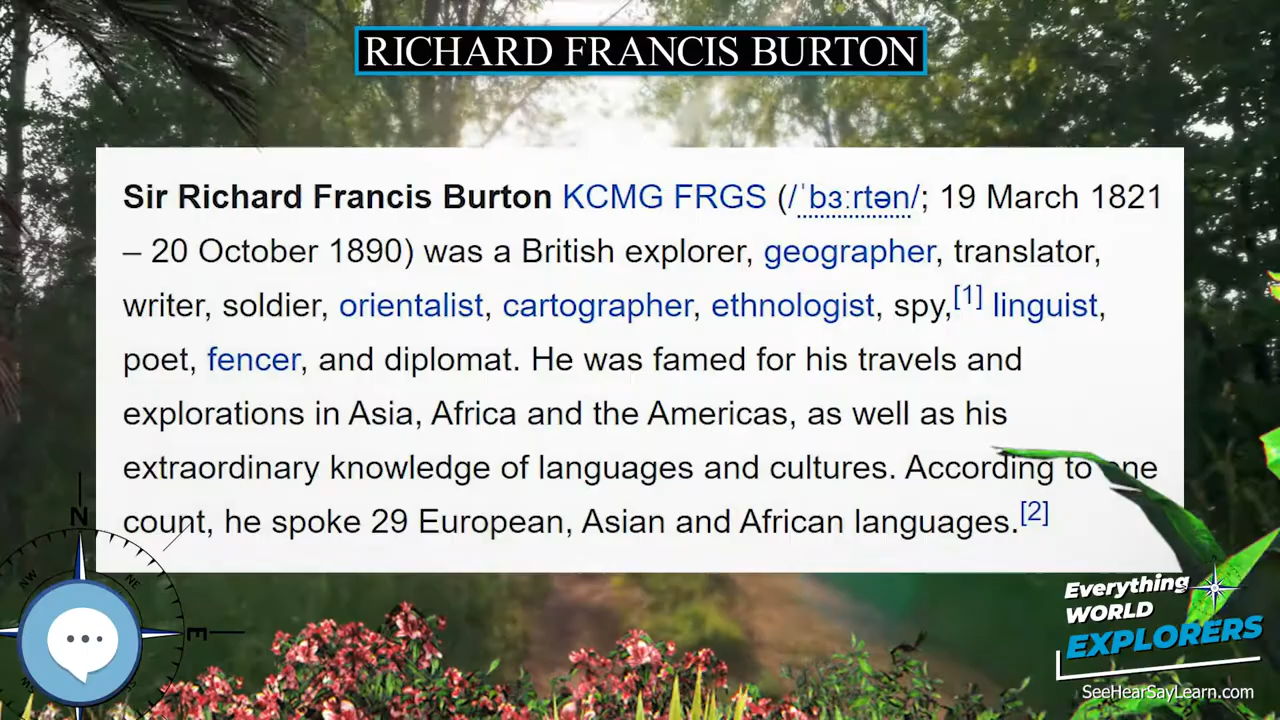 RICHARD FRANCIS BURTON
Sir Richard Francis Burton KCMG FRGS (/ˈbɜːrtən/; 19 March 1821
– 20 October 1890) was a British explorer, geographer, translator,
writer, soldier, orientalist, cartographer, ethnologist, spy,[1] linguist,
poet, fencer, and diplomat. He was famed for his travels and
explorations in Asia, Africa and the Americas, as well as his
extraordinary knowledge of languages and cultures. According to one
count, he spoke 29 European, Asian and African languages.[2]
N
NW
NE
E
Everything
WORLD
EXPLORERS
SeeHearSayLearn.com